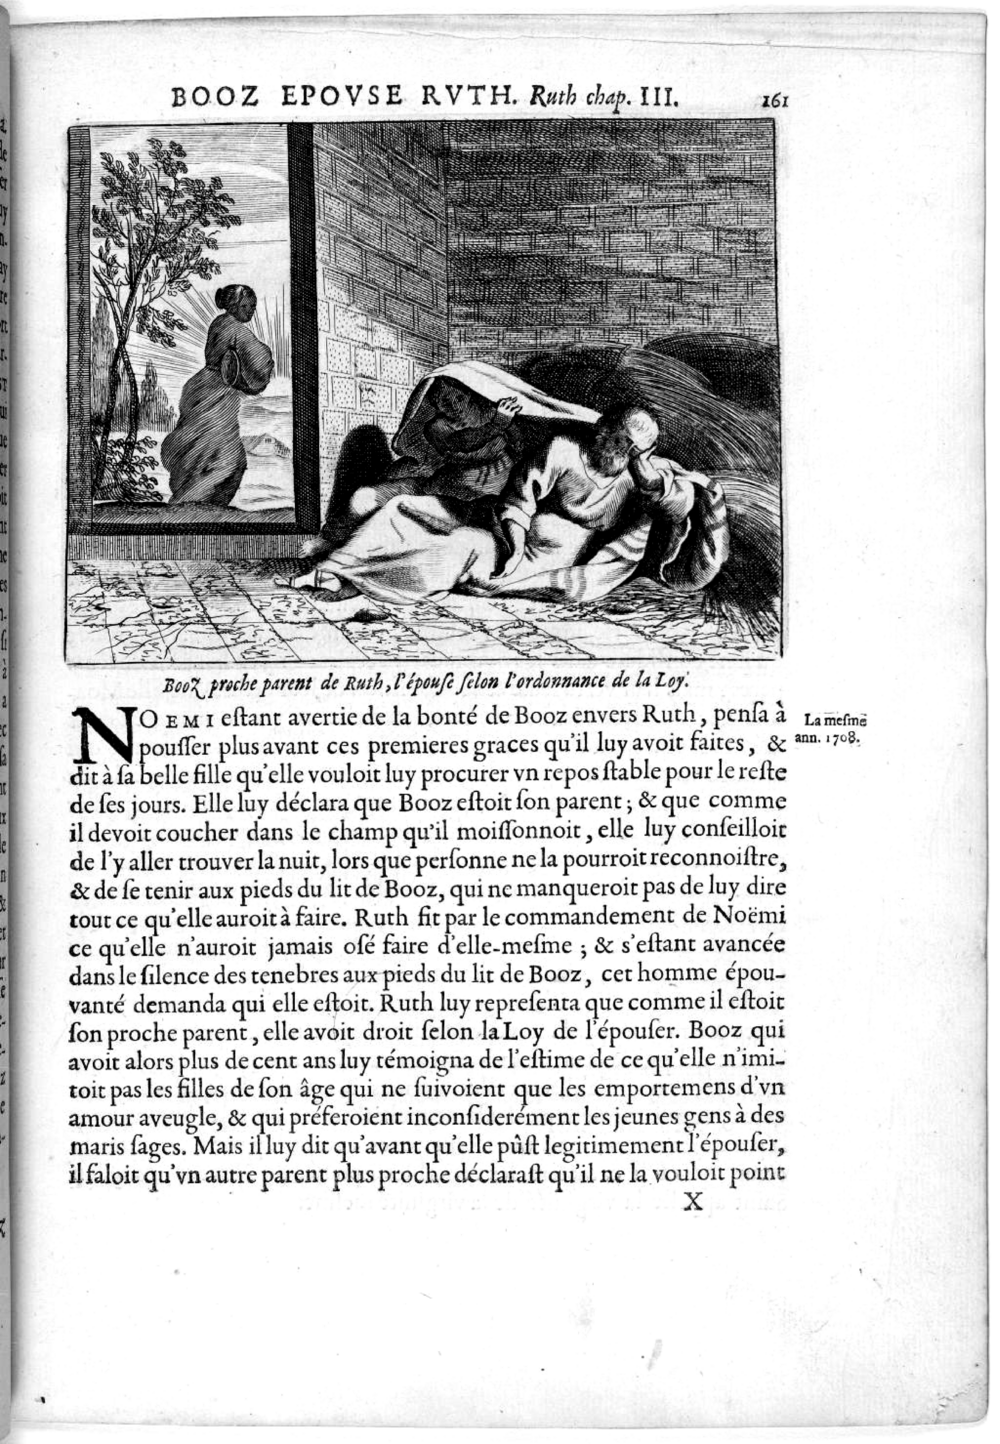 BOOZ EPOVSE RVTH. Ruth chap. III. 161
Booz proche parent de Ruth, l'épouſe ſelon l'ordonnance de la Loy.
NOEMI eſtant avertie de la bonté de Booz envers Ruth, penſa à
pouſſer plus avant ces premieres graces qu'il luy avoit faites, &
dit à ſa belle fille qu'elle vouloit luy procurer vn repos ſtable pour le reſte
de ſes jours. Elle luy déclara que Booz eſtoit ſon parent; & que comme
il devoit coucher dans le champ qu'il moiſſonnoit, elle luy conſeilloit
de l'y aller trouver la nuit, lors que perſonne ne la pourroit reconnoiſtre,
& de ſe tenir aux pieds du lit de Booz, qui ne manqueroit pas de luy dire
tout ce qu'elle auroit à faire. Ruth fit par le commandement de Noëmi
ce qu'elle n'auroit jamais oſé faire d'elle-meſme; & s'eſtant avancée
dans le ſilence des tenebres aux pieds du lit de Booz, cet homme épou-
vanté demanda qui elle eſtoit. Ruth luy repreſenta que comme il eſtoit
ſon proche parent, elle avoit droit ſelon la Loy de l'épouſer. Booz qui
avoit alors plus de cent ans luy témoigna de l'eſtime de ce qu'elle n'imi-
toit pas les filles de ſon âge qui ne ſuivoient que les emportemens d'vn
amour aveugle, & qui préferoient inconſiderément les jeunes gens à des
maris ſages. Mais il luy dit qu'avant qu'elle pûſt legitimement l'épouſer,
il faloit qu'vn autre parent plus proche déclaraſt qu'il ne la vouloit point
X
La meſme
ann. 1708.